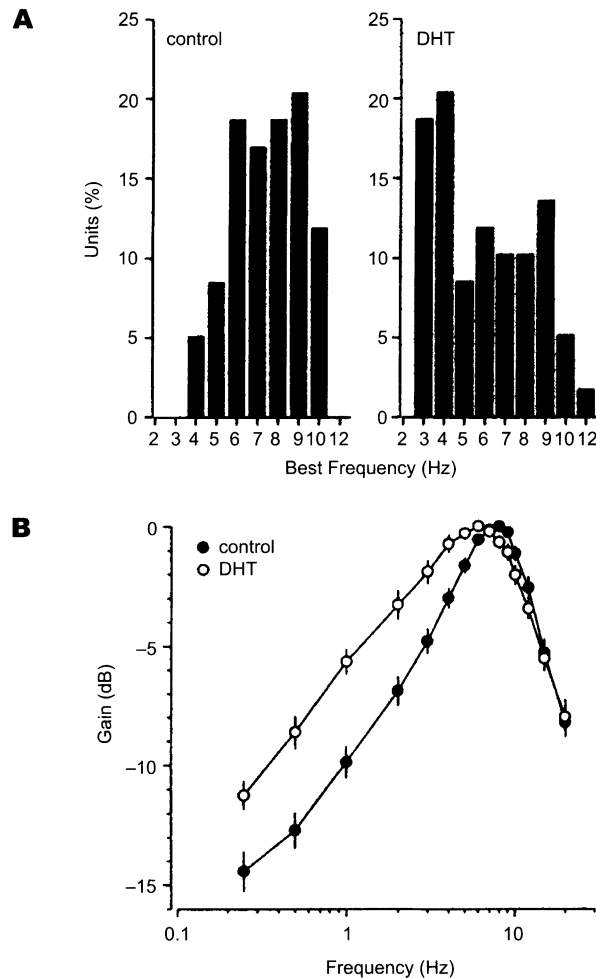 A
control
DHT
25
20
15
10
5
0
25
20
15
10
5
0
Units (%)
2 3 4 5 6 7 8 9 10 12
2 3 4 5 6 7 8 9 10 12
Best Frequency (Hz)
B
control
DHT
0
−5
−10
−15
Gain (dB)
0.1 1 10
Frequency (Hz)